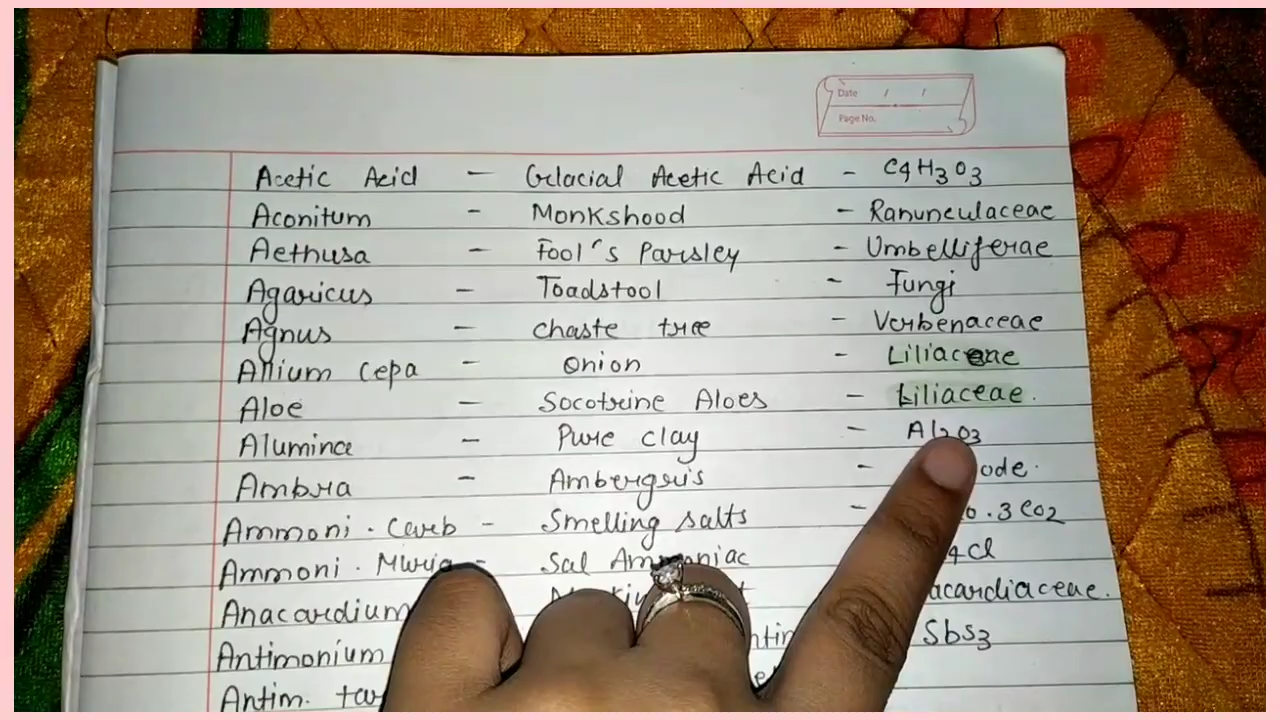 Date / /
Page No.
Acetic Acid - Glacial Acetic Acid - C4H3O3
Aconitum - Monkshood - Ranunculaceae
Aethusa - Fool's Parsley - Umbelliferae
Agaricus - Toadstool - Fungi
Agnus - chaste tree - Verbenaceae
Allium Cepa - Onion - Liliaceae
Aloe - Socotrine Aloes - Liliaceae.
Alumina - Pure clay - Al2O3
Ambra - Ambergris - ode.
Ammoni. Carb - Smelling salts - 0.3CO2
Ammoni. Muria - Sal Ammoniac 4Cl
Anacardium acardiaceae.
Antimonium Sbs3
Antim. tar